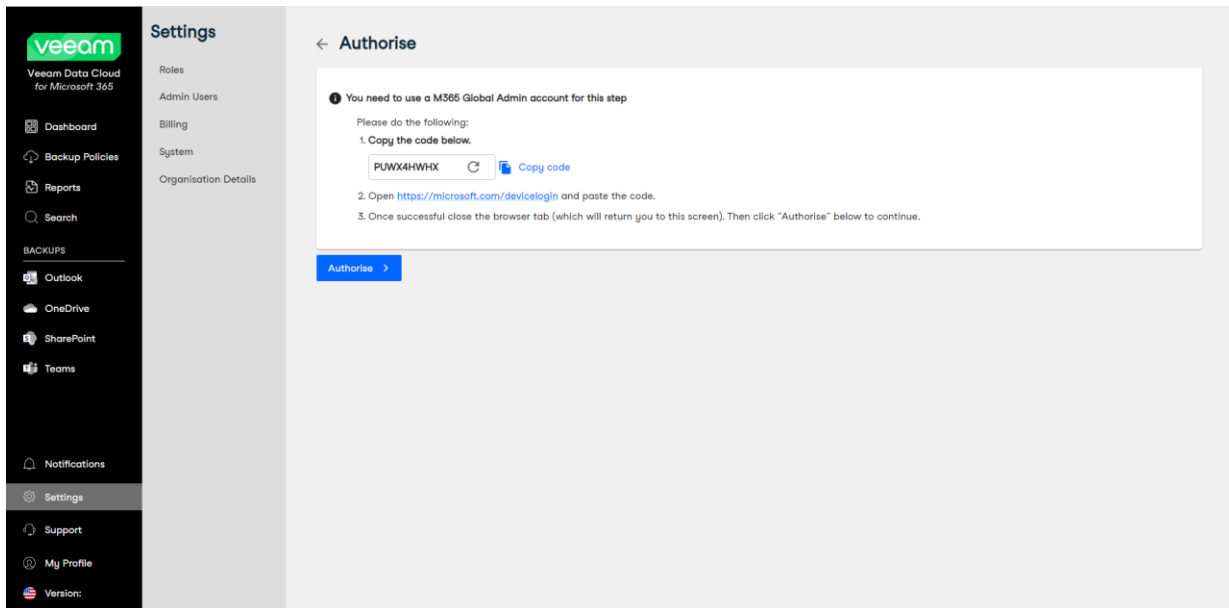 veeam
Veeam Data Cloud
for Microsoft 365
Dashboard
Backup Policies
Reports
Search
BACKUPS
Outlook
OneDrive
SharePoint
Teams
Notifications
Settings
Support
My Profile
Version:
Settings
Roles
Admin Users
Billing
System
Organisation Details
← Authorise
You need to use a M365 Global Admin account for this step
Please do the following:
1. Copy the code below.
PUWX4HWHX
Copy code
2. Open https://microsoft.com/devicelogin and paste the code.
3. Once successful close the browser tab (which will return you to this screen). Then click "Authorise" below to continue.
Authorise >